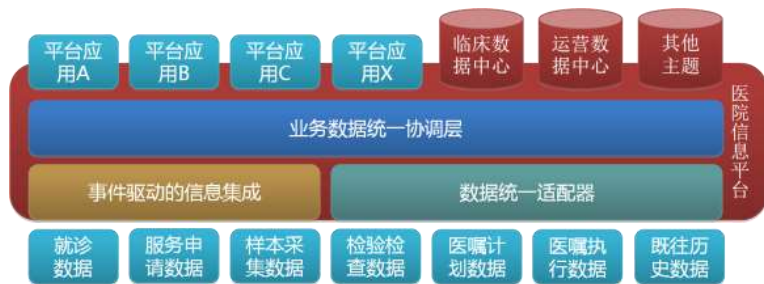 平台应
用A
平台应
用B
平台应
用C
平台应
用X
临床数
据中心
运营数
据中心
其他
主题
医院信息平台
业务数据统一协调层
事件驱动的信息集成
数据统一适配器
就诊
数据
服务申
请数据
样本采
集数据
检验检
查数据
医嘱计
划数据
医嘱执
行数据
既往历
史数据